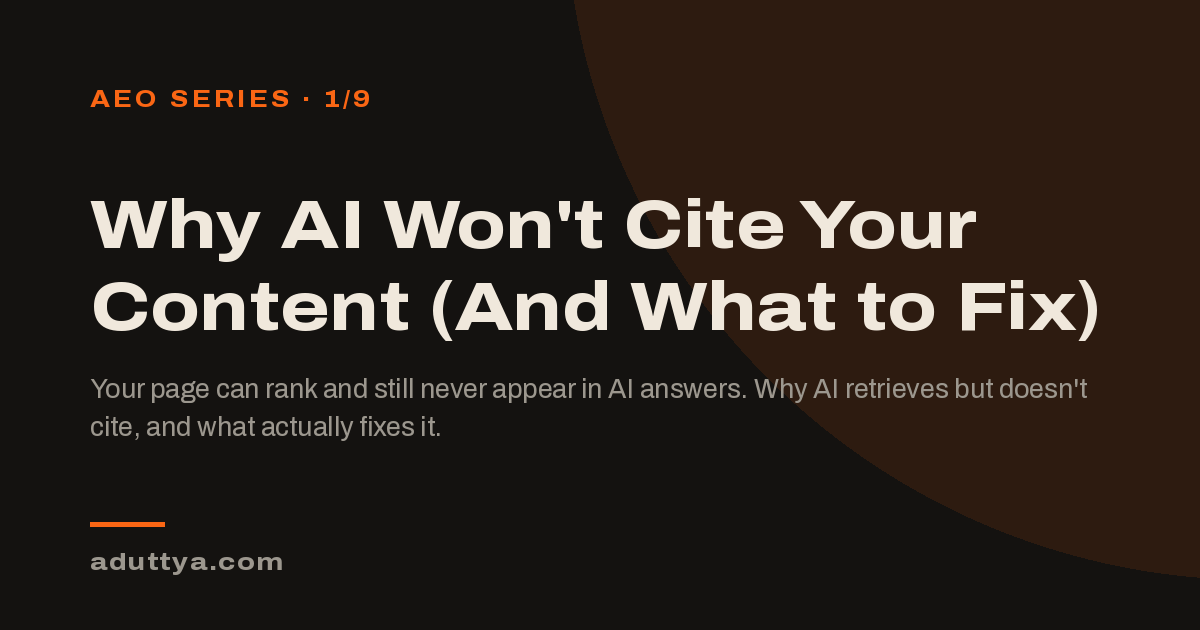 AEO SERIES · 1/9
Why AI Won't Cite Your
Content (And What to Fix)
Your page can rank and still never appear in AI answers. Why AI retrieves but doesn't
cite, and what actually fixes it.
aduttya.com